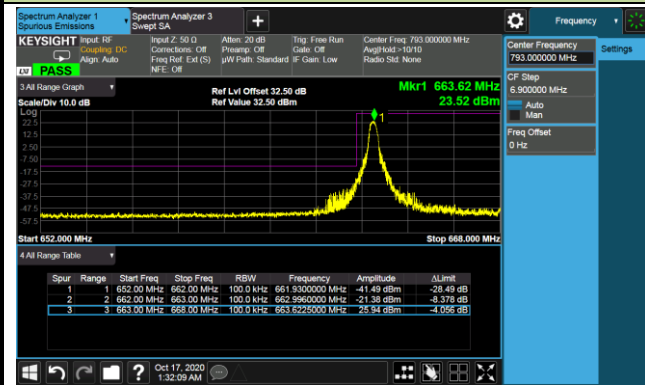 Spectrum Analyzer 1
Spurious Emissions
Spectrum Analyzer 3
Swept SA
+
Frequency
KEYSIGHT
Input: RF
Coupling: DC
Align: Auto
Input Z: 50 Ω
Corrections: Off
Freq Ref: Ext (S)
NFE: Off
Atten: 20 dB
Preamp: Off
µW Path: Standard
Trig: Free Run
Gate: Off
IF Gain: Low
Center Freq: 793.000000 MHz
Avg|Hold:>10/10
Radio Std: None
PASS
Center Frequency
793.000000 MHz
Settings
CF Step
6.900000 MHz
Auto
Man
Freq Offset
0 Hz
3 All Range Graph
Scale/Div 10.0 dB
Ref Lvl Offset 32.50 dB
Ref Value 32.50 dBm
Mkr1 663.62 MHz
23.52 dBm
Log
22.5
12.5
2.50
-7.50
-17.5
-27.5
-37.5
-47.5
-57.5
1
Start 652.000 MHz
Stop 668.000 MHz
4 All Range Table
Spur Range Start Freq Stop Freq RBW Frequency Amplitude ΔLimit
1 1 652.00 MHz 662.00 MHz 100.0 kHz 661.9300000 MHz -41.49 dBm -28.49 dB
2 2 662.00 MHz 663.00 MHz 100.0 kHz 662.9960000 MHz -21.38 dBm -8.378 dB
3 3 663.00 MHz 668.00 MHz 100.0 kHz 663.6225000 MHz 25.94 dBm -4.056 dB
?
Oct 17, 2020
1:32:09 AM